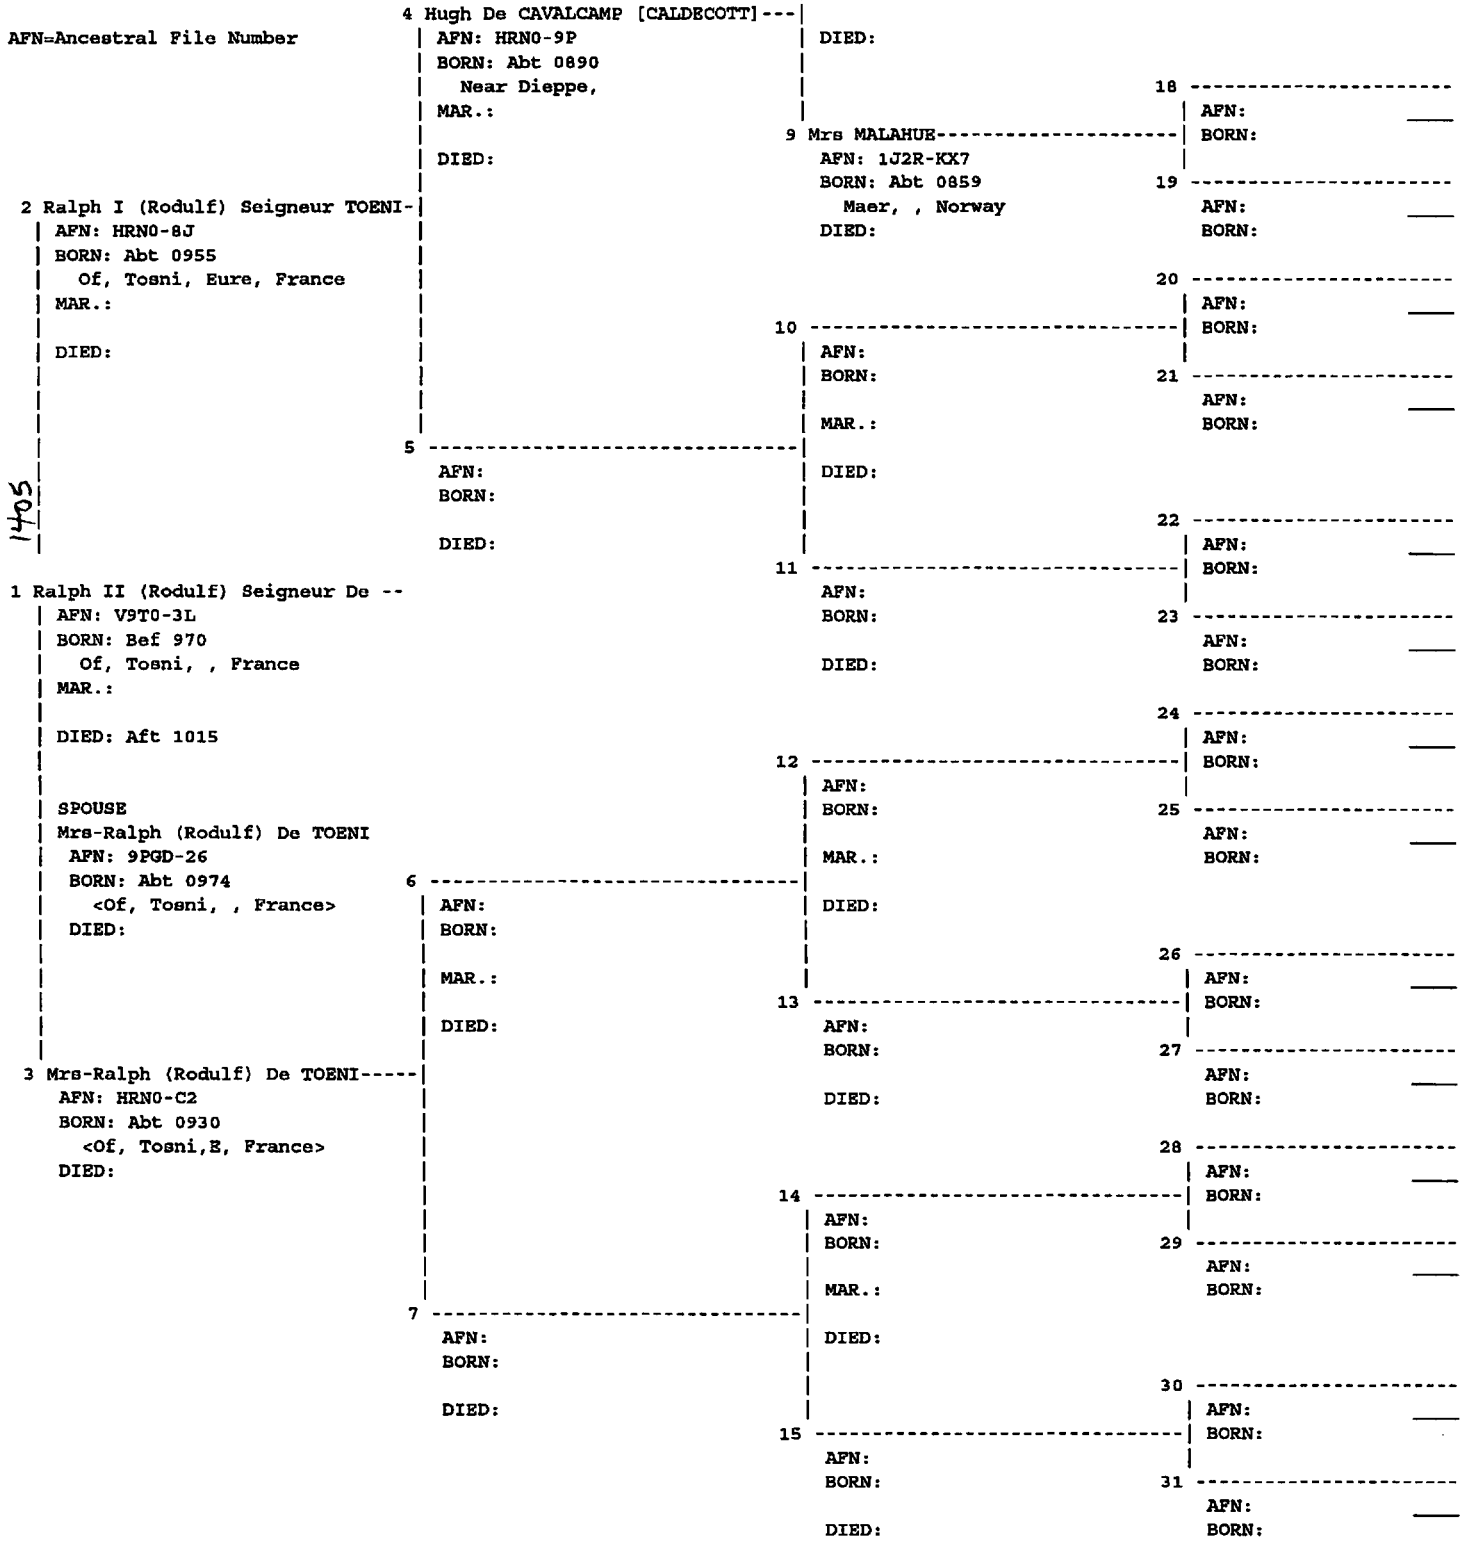 4 Hugh De CAVALCAMP [CALDECOTT]---
AFN=Ancestral File Number
AFN: HRN0-9P
DIED:
BORN: Abt 0890
Near Dieppe,
18 ----------------------
MAR.:
AFN:
9 Mrs MALAHUE--------------------
BORN:
DIED:
AFN: 1J2R-KX7
BORN: Abt 0859
19 ----------------------
2 Ralph I (Rodulf) Seigneur TOENI-
Maer, , Norway
AFN:
AFN: HRN0-8J
DIED:
BORN:
BORN: Abt 0955
Of, Tosni, Eure, France
20 ----------------------
MAR.:
AFN:
10 -------------------------------
BORN:
DIED:
AFN:
BORN:
21 ----------------------
AFN:
MAR.:
BORN:
5 -------------------------------
AFN:
DIED:
BORN:
1405
22 ----------------------
DIED:
AFN:
11 -------------------------------
BORN:
1 Ralph II (Rodulf) Seigneur De --
AFN:
AFN: V9T0-3L
BORN:
23 ----------------------
BORN: Bef 970
AFN:
Of, Tosni, , France
DIED:
BORN:
MAR.:
24 ----------------------
DIED: Aft 1015
AFN:
12 -------------------------------
BORN:
AFN:
SPOUSE
BORN:
25 ----------------------
Mrs-Ralph (Rodulf) De TOENI
AFN:
AFN: 9PGD-26
MAR.:
BORN:
BORN: Abt 0974
6 -------------------------------
<Of, Tosni, , France>
AFN:
DIED:
DIED:
BORN:
26 ----------------------
MAR.:
AFN:
13 -------------------------------
BORN:
DIED:
AFN:
BORN:
27 ----------------------
3 Mrs-Ralph (Rodulf) De TOENI-----
AFN:
AFN: HRN0-C2
DIED:
BORN:
BORN: Abt 0930
<Of, Tosni,E, France>
28 ----------------------
DIED:
AFN:
14 -------------------------------
BORN:
AFN:
BORN:
29 ----------------------
AFN:
MAR.:
BORN:
7 -------------------------------
AFN:
DIED:
BORN:
30 ----------------------
DIED:
AFN:
15 -------------------------------
BORN:
AFN:
BORN:
31 ----------------------
AFN:
DIED:
BORN: